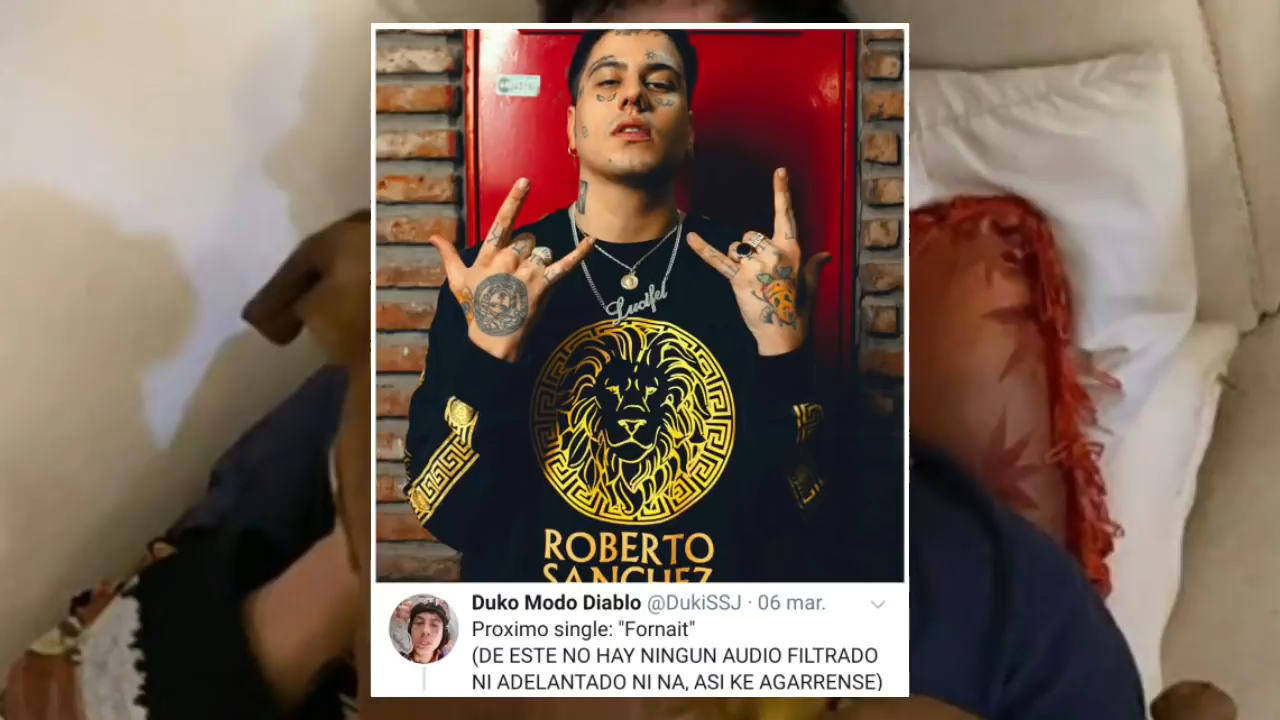 Lucifer
ROBERTO
SANCHEZ
Duko Modo Diablo @DukiSSJ · 06 mar.
Proximo single: "Fornait"
(DE ESTE NO HAY NINGUN AUDIO FILTRADO
NI ADELANTADO NI NA, ASI KE AGARRENSE)